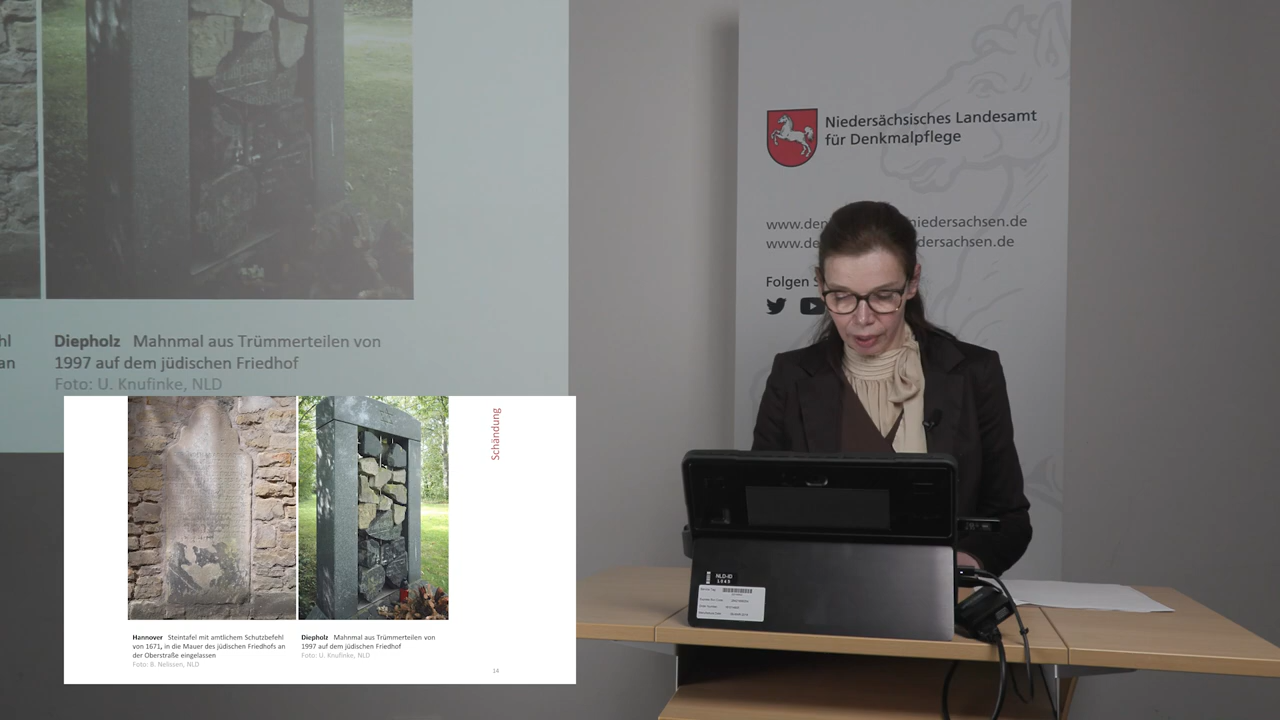 Niedersächsisches Landesamt
für Denkmalpflege
www.den niedersachsen.de
www.de dersachsen.de
Folgen S
hl
an
Diepholz Mahnmal aus Trümmerteilen von
1997 auf dem jüdischen Friedhof
Foto: U. Knufinke, NLD
Schändung
Hannover Steintafel mit amtlichem Schutzbefehl
von 1671, in die Mauer des jüdischen Friedhofs an
der Oberstraße eingelassen
Foto: B. Nelissen, NLD
Diepholz Mahnmal aus Trümmerteilen von
1997 auf dem jüdischen Friedhof
Foto: U. Knufinke, NLD
14
NLD-ID